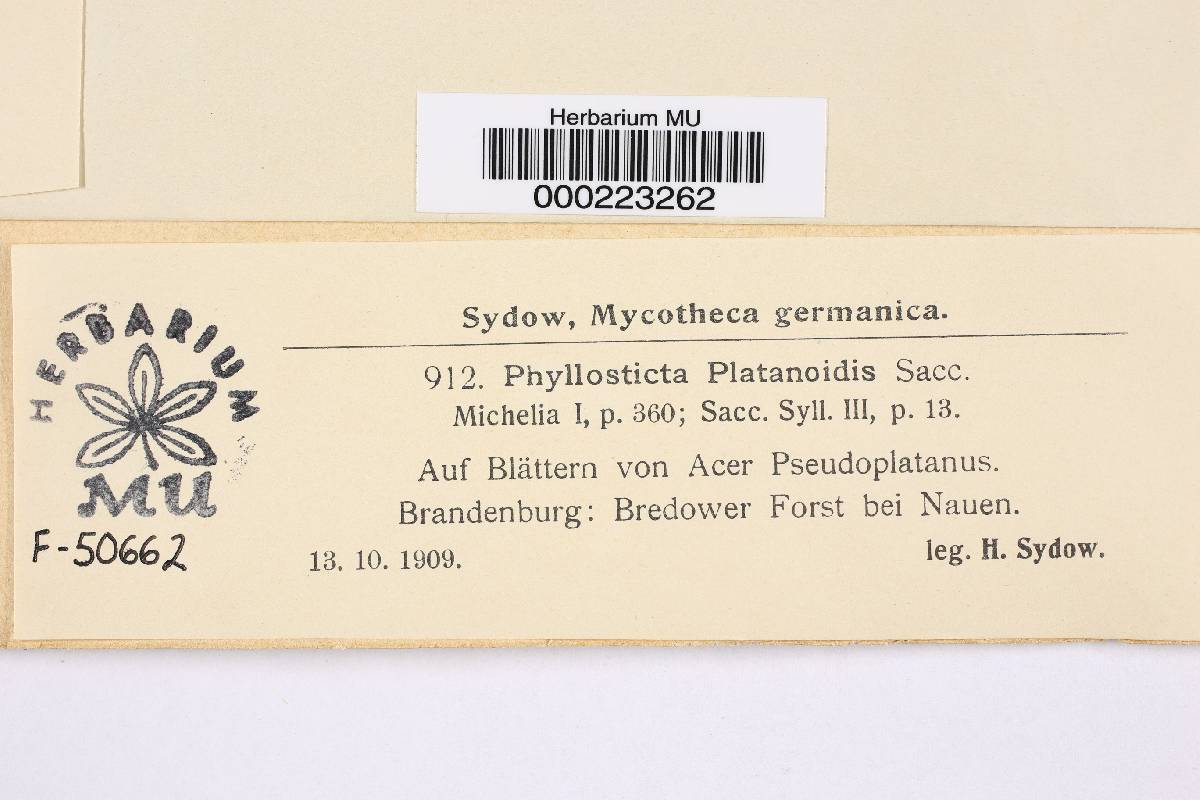 Herbarium MU
000223262
Sydow, Mycotheca germanica.
912. Phyllosticta Platanoidis Sacc.
Michelia I, p. 360; Sacc. Syll. III, p. 13.
Auf Blättern von Acer Pseudoplatanus.
Brandenburg: Bredower Forst bei Nauen.
13. 10. 1909.
leg. H. Sydow.
HERBARIUM
MU
F-50662